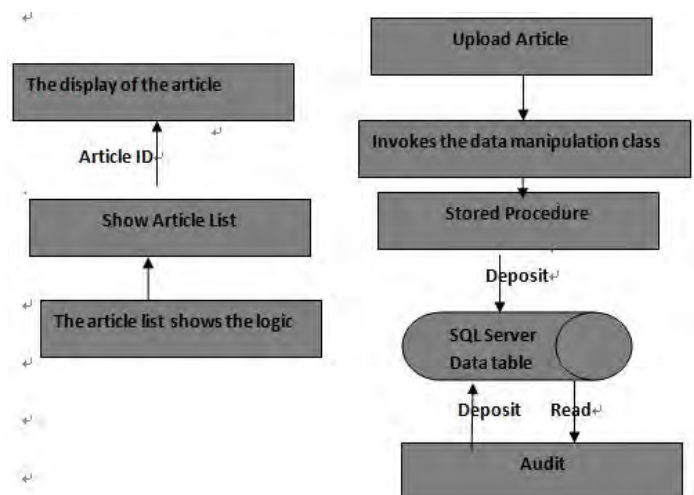 The display of the article
Article ID
Show Article List
The article list shows the logic
Upload Article
Invokes the data manipulation class
Stored Procedure
Deposit
SQL Server
Data table
Deposit
Read
Audit